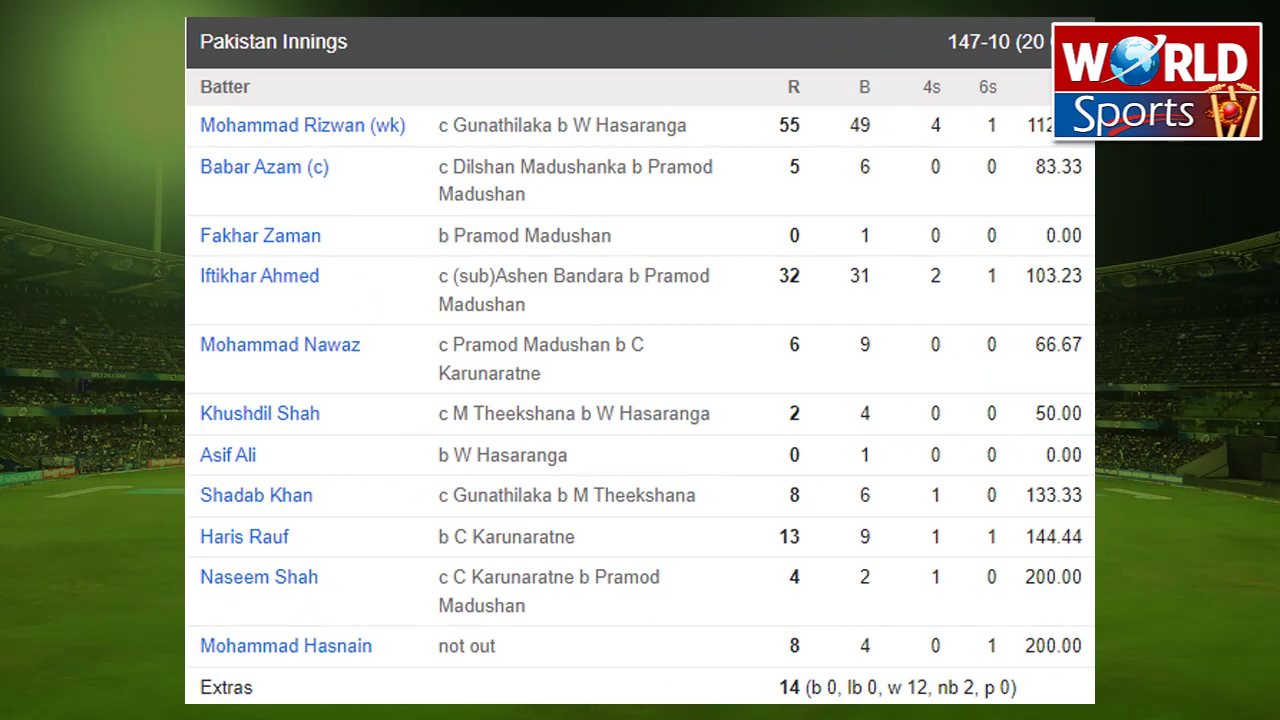 Pakistan Innings 147-10 (20
Batter R B 4s 6s
Mohammad Rizwan (wk) c Gunathilaka b W Hasaranga 55 49 4 1 112
Babar Azam (c) c Dilshan Madushanka b Pramod Madushan 5 6 0 0 83.33
Fakhar Zaman b Pramod Madushan 0 1 0 0 0.00
Iftikhar Ahmed c (sub)Ashen Bandara b Pramod Madushan 32 31 2 1 103.23
Mohammad Nawaz c Pramod Madushan b C Karunaratne 6 9 0 0 66.67
Khushdil Shah c M Theekshana b W Hasaranga 2 4 0 0 50.00
Asif Ali b W Hasaranga 0 1 0 0 0.00
Shadab Khan c Gunathilaka b M Theekshana 8 6 1 0 133.33
Haris Rauf b C Karunaratne 13 9 1 1 144.44
Naseem Shah c C Karunaratne b Pramod Madushan 4 2 1 0 200.00
Mohammad Hasnain not out 8 4 0 1 200.00
Extras 14 (b 0, lb 0, w 12, nb 2, p 0)
WORLD
Sports